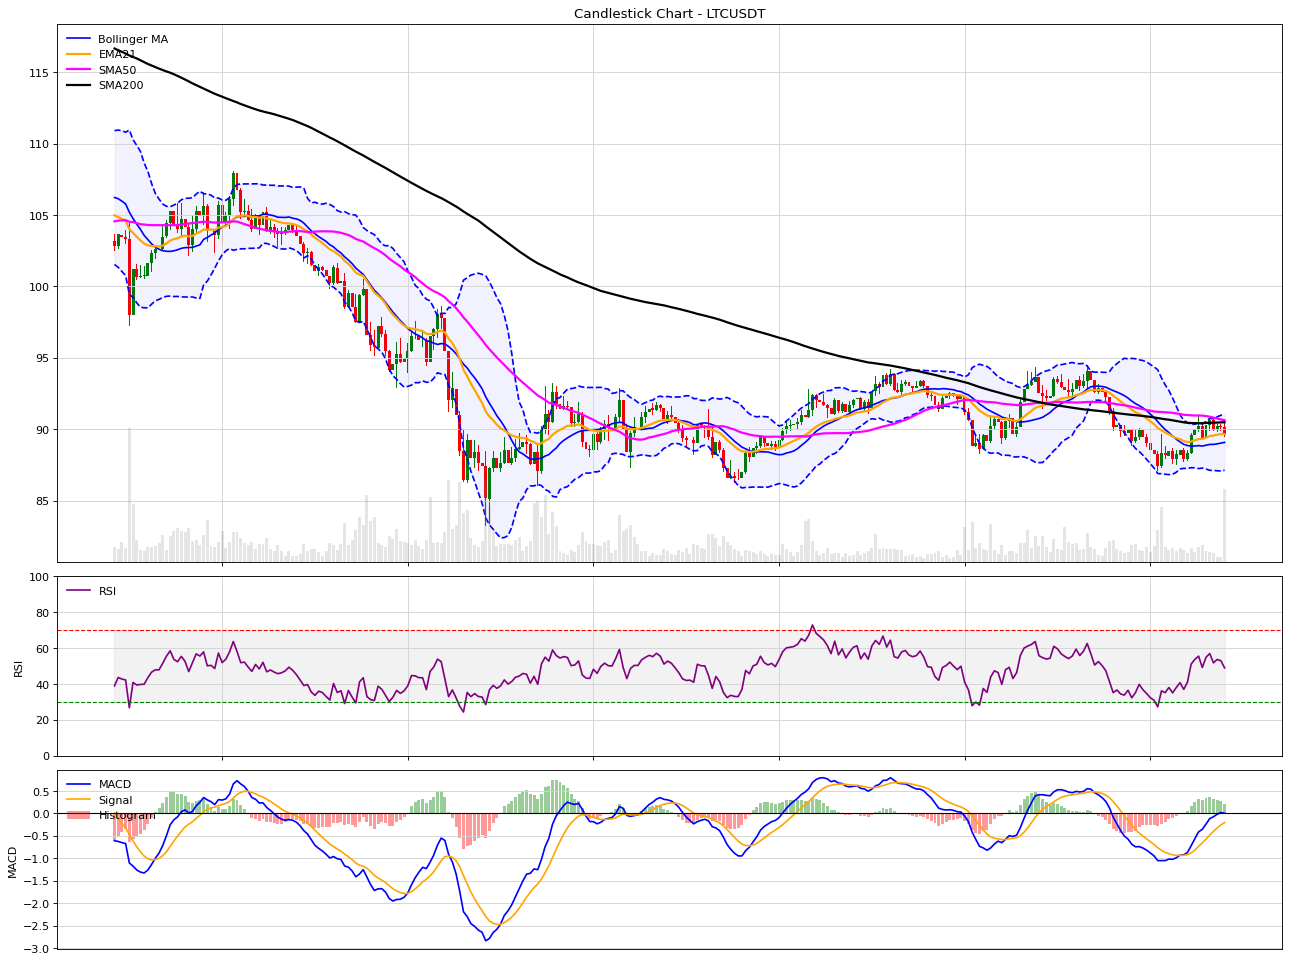 Candlestick Chart - LTCUSDT
Bollinger MA
EMA21
SMA50
SMA200
115
110
105
100
95
90
85
RSI
100
80
60
40
20
0
RSI
MACD
Signal
Histogram
0.5
0.0
−0.5
−1.0
−1.5
−2.0
−2.5
−3.0
MACD